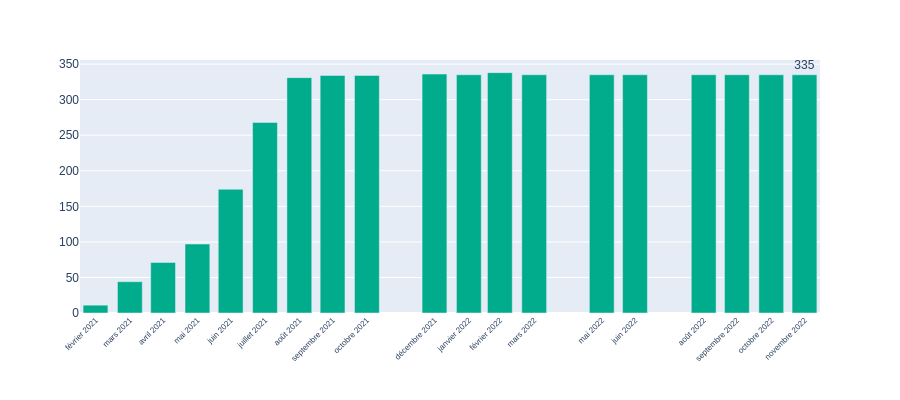 335
350
300
250
200
150
100
50
0
février 2021
mars 2021
avril 2021
mai 2021
juin 2021
juillet 2021
août 2021
septembre 2021
octobre 2021
décembre 2021
janvier 2022
février 2022
mars 2022
mai 2022
juin 2022
août 2022
septembre 2022
octobre 2022
novembre 2022